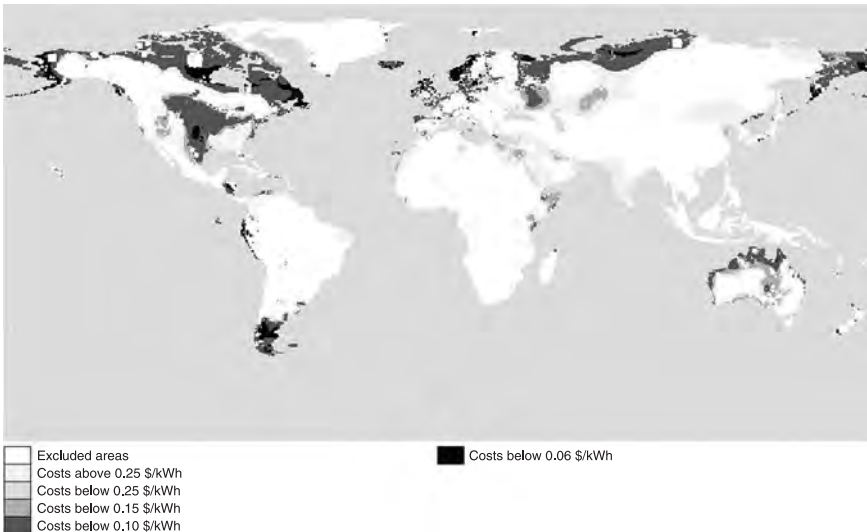 Excluded areas
Costs above 0.25 $/kWh
Costs below 0.25 $/kWh
Costs below 0.15 $/kWh
Costs below 0.10 $/kWh
Costs below 0.06 $/kWh